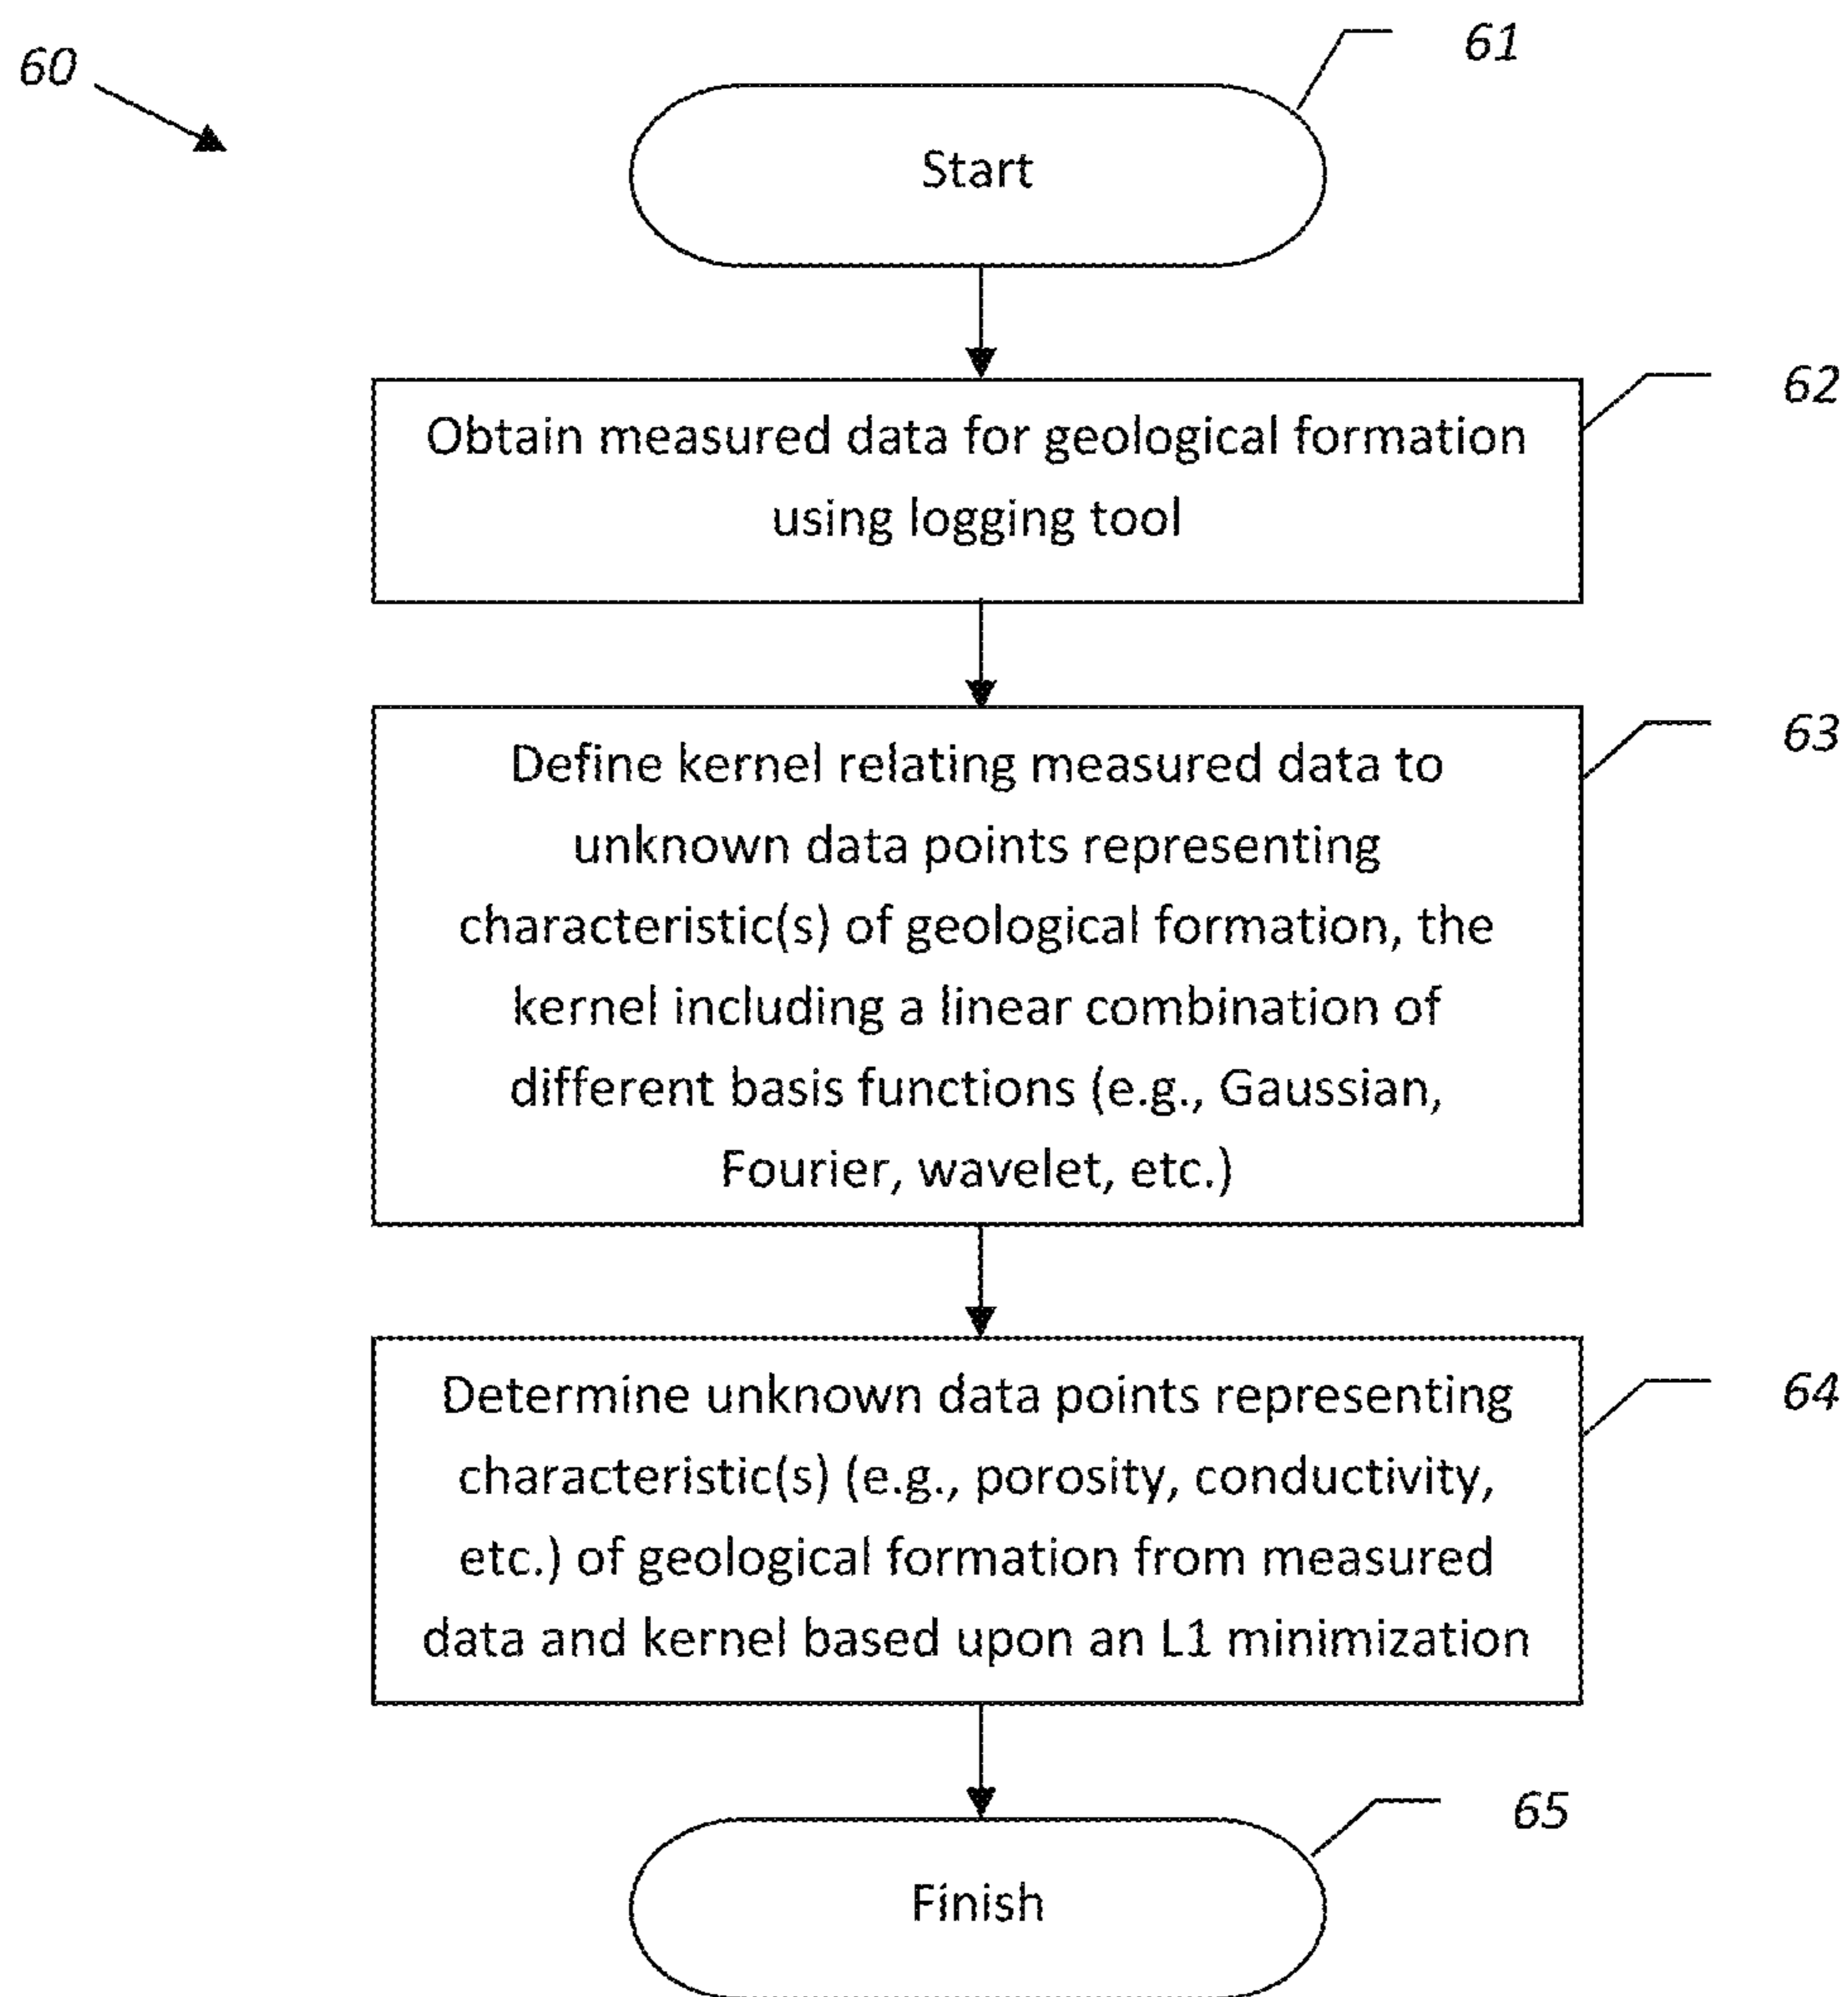 60
61
Start
62
Obtain measured data for geological formation
using logging tool
63
Define kernel relating measured data to
unknown data points representing
characteristic(s) of geological formation, the
kernel including a linear combination of
different basis functions (e.g., Gaussian,
Fourier, wavelet, etc.)
64
Determine unknown data points representing
characteristic(s) (e.g., porosity, conductivity,
etc.) of geological formation from measured
data and kernel based upon an L1 minimization
65
Finish